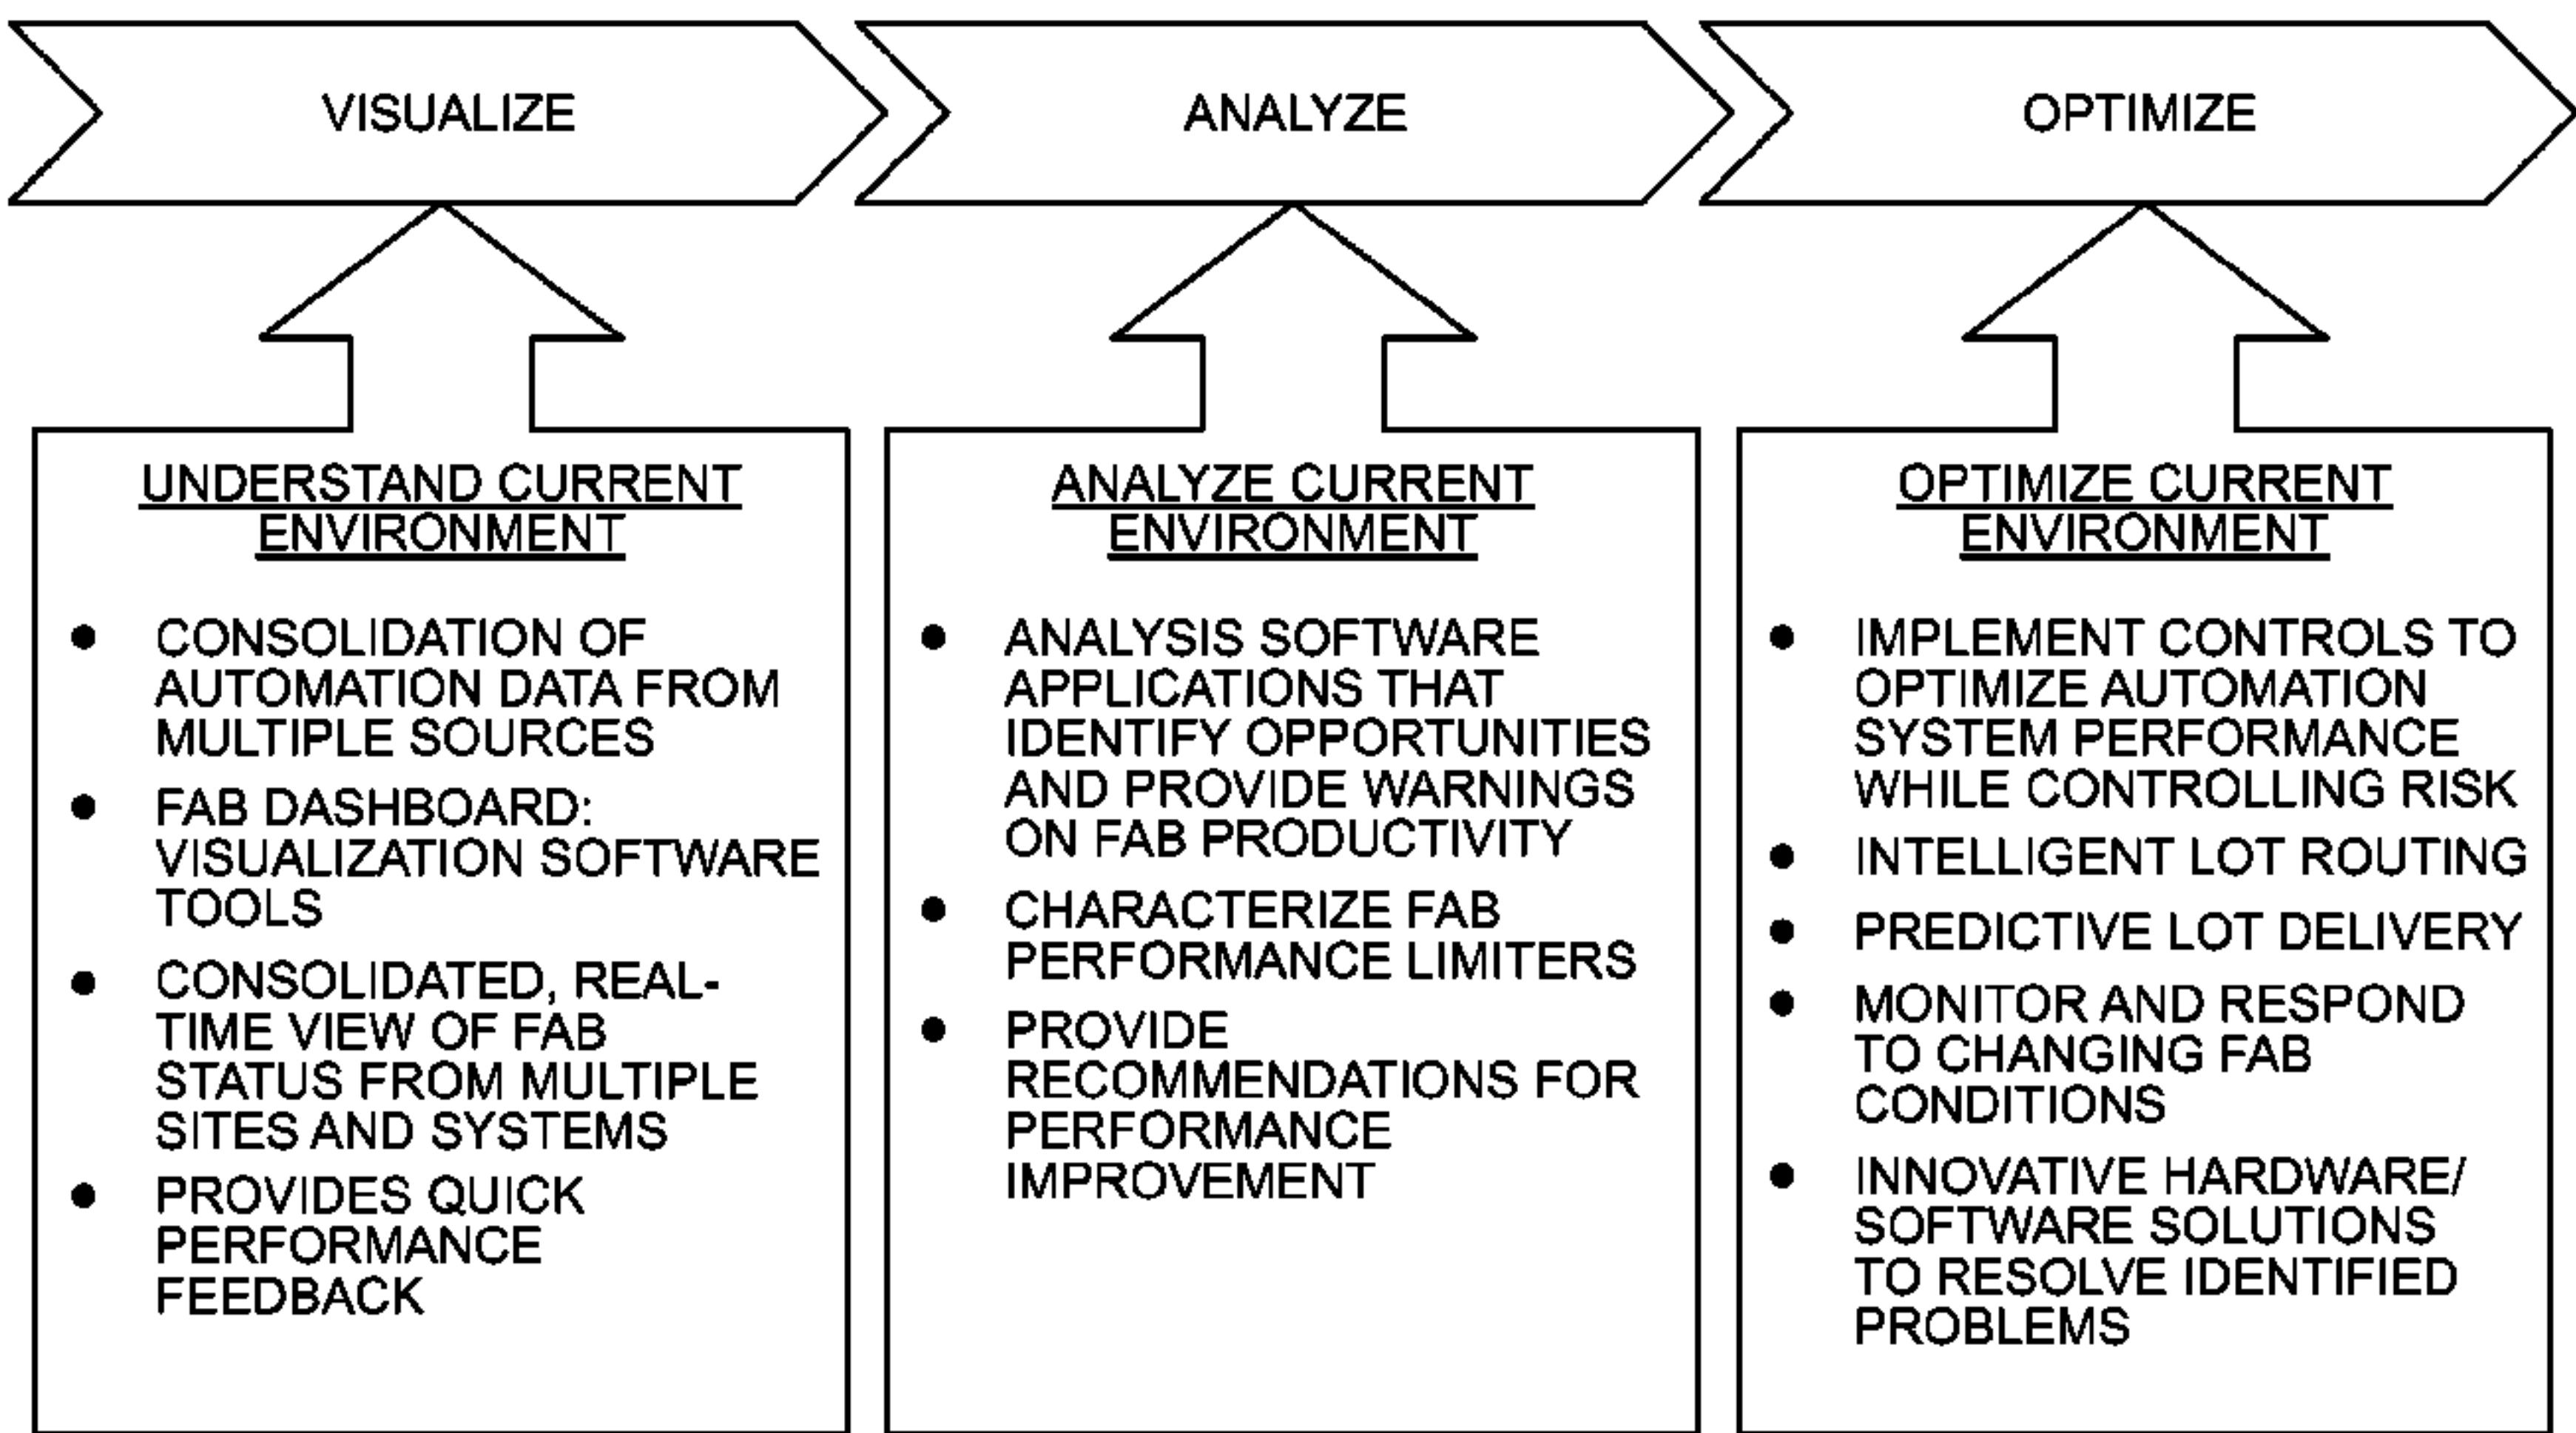 VISUALIZE
ANALYZE
OPTIMIZE
UNDERSTAND CURRENT
ENVIRONMENT
● CONSOLIDATION OF
AUTOMATION DATA FROM
MULTIPLE SOURCES
● FAB DASHBOARD:
VISUALIZATION SOFTWARE
TOOLS
● CONSOLIDATED, REAL-
TIME VIEW OF FAB
STATUS FROM MULTIPLE
SITES AND SYSTEMS
● PROVIDES QUICK
PERFORMANCE
FEEDBACK
ANALYZE CURRENT
ENVIRONMENT
● ANALYSIS SOFTWARE
APPLICATIONS THAT
IDENTIFY OPPORTUNITIES
AND PROVIDE WARNINGS
ON FAB PRODUCTIVITY
● CHARACTERIZE FAB
PERFORMANCE LIMITERS
● PROVIDE
RECOMMENDATIONS FOR
PERFORMANCE
IMPROVEMENT
OPTIMIZE CURRENT
ENVIRONMENT
● IMPLEMENT CONTROLS TO
OPTIMIZE AUTOMATION
SYSTEM PERFORMANCE
WHILE CONTROLLING RISK
● INTELLIGENT LOT ROUTING
● PREDICTIVE LOT DELIVERY
● MONITOR AND RESPOND
TO CHANGING FAB
CONDITIONS
● INNOVATIVE HARDWARE/
SOFTWARE SOLUTIONS
TO RESOLVE IDENTIFIED
PROBLEMS